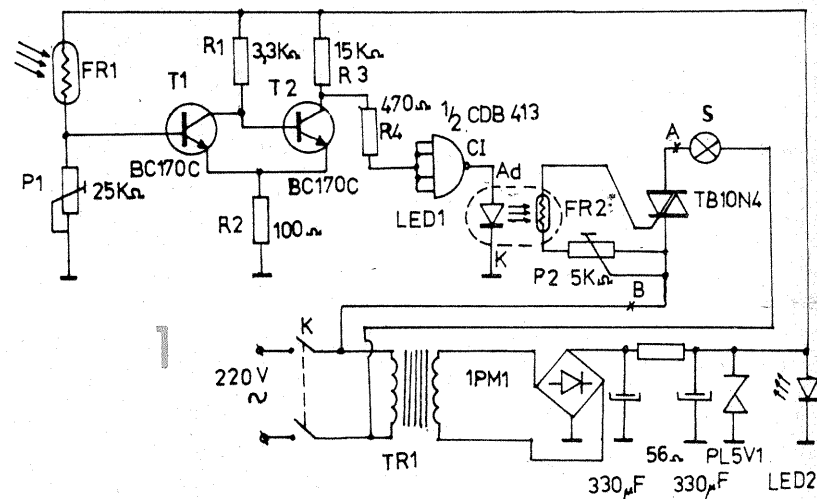 FR1
R1
3,3KΩ
15KΩ
R3
T1
T2
BC170C
BC170C
P1
25KΩ
R2
100Ω
470Ω
R4
1/2 CDB 413
CI
Ad
LED1
K
FR2
P2 5KΩ
A
S
TB10N4
B
1
K
220V
~
TR1
1PM1
330µF
56Ω
330µF
PL5V1
LED2